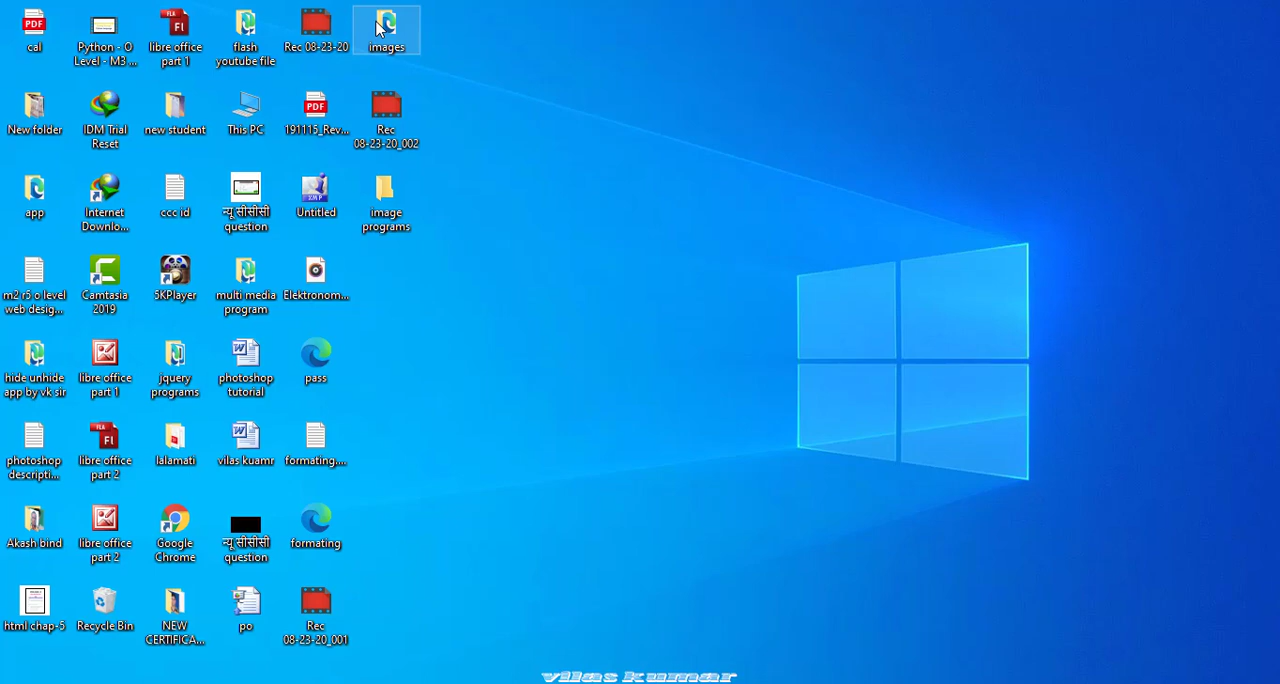 cal
Python - O
Level - M3 ...
libre office
part 1
flash
youtube file
Rec 08-23-20
images
New folder
IDM Trial
Reset
new student
This PC
PDF
191115_Rev...
Rec
08-23-20_002
app
Internet
Downlo...
ccc id
न्यू सीसीसी
question
Untitled
image
programs
m2 r5 o level
web desig...
Camtasia
2019
5KPlayer
multi media
program
Elektronom...
hide unhide
app by vk sir
libre office
part 1
jquery
programs
photoshop
tutorial
pass
photoshop
descripti...
libre office
part 2
lalamati
vilas kuamr
formating....
Akash bind
libre office
part 2
Google
Chrome
न्यू सीसीसी
question
formating
html chap-5
Recycle Bin
NEW
CERTIFICA...
po
Rec
08-23-20_001
vilas kumar